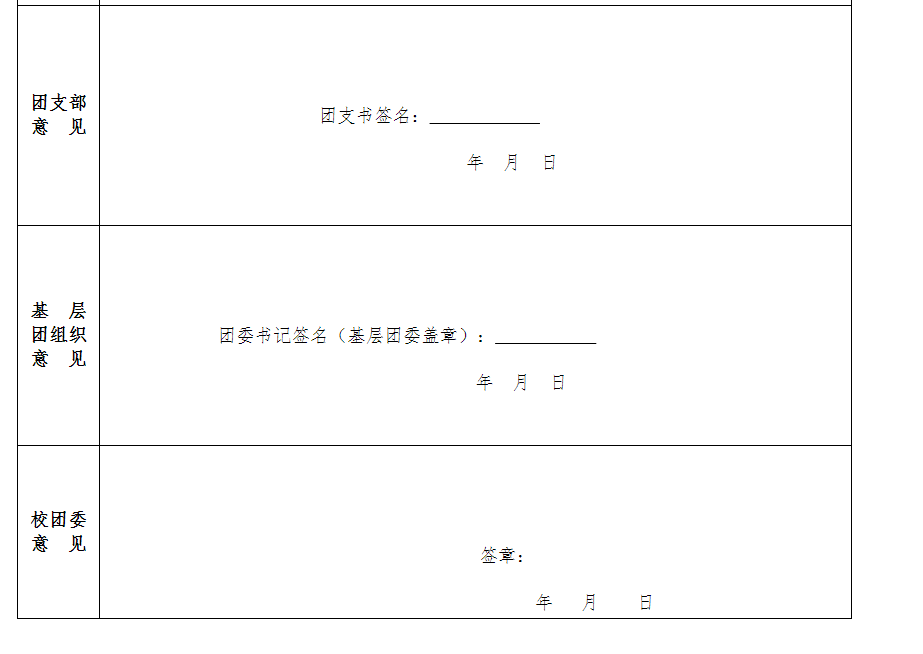 团支部
意 见
团支书签名：____________
年 月 日
基 层
团组织
意 见
团委书记签名（基层团委盖章）：___________
年 月 日
校团委
意 见
签章：
年 月 日